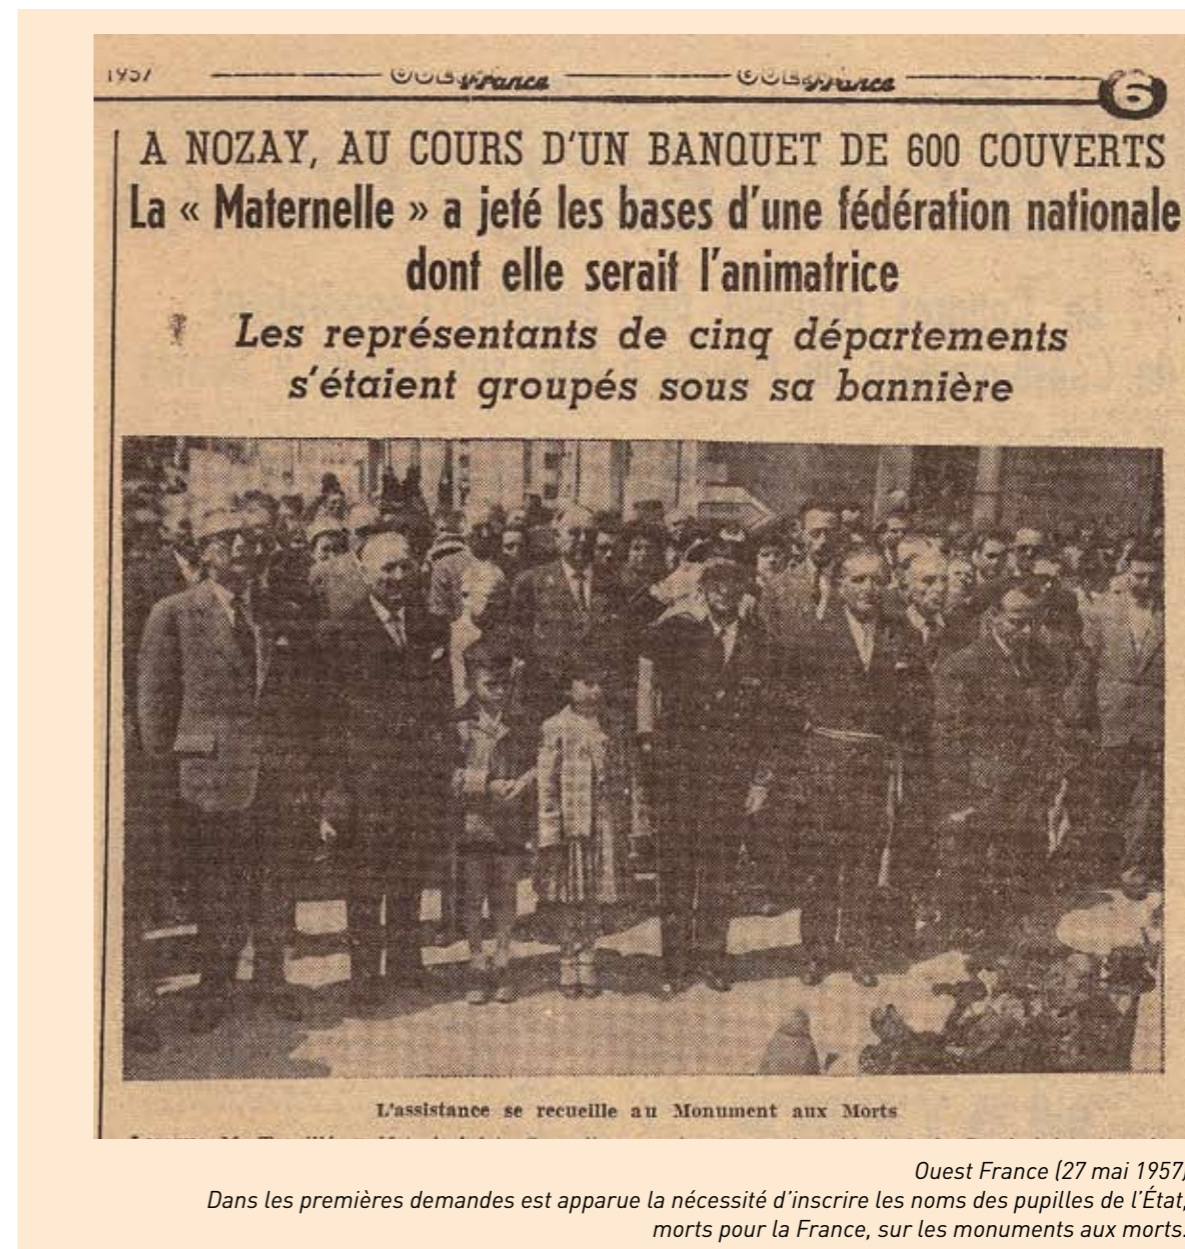 1957
France
France
6
A NOZAY, AU COURS D'UN BANQUET DE 600 COUVERTS
La « Maternelle » a jeté les bases d'une fédération nationale
dont elle serait l'animatrice
Les représentants de cinq départements
s'étaient groupés sous sa bannière
L'assistance se recueille au Monument aux Morts
Ouest France (27 mai 1957)
Dans les premières demandes est apparue la nécessité d'inscrire les noms des pupilles de l'État,
morts pour la France, sur les monuments aux morts.